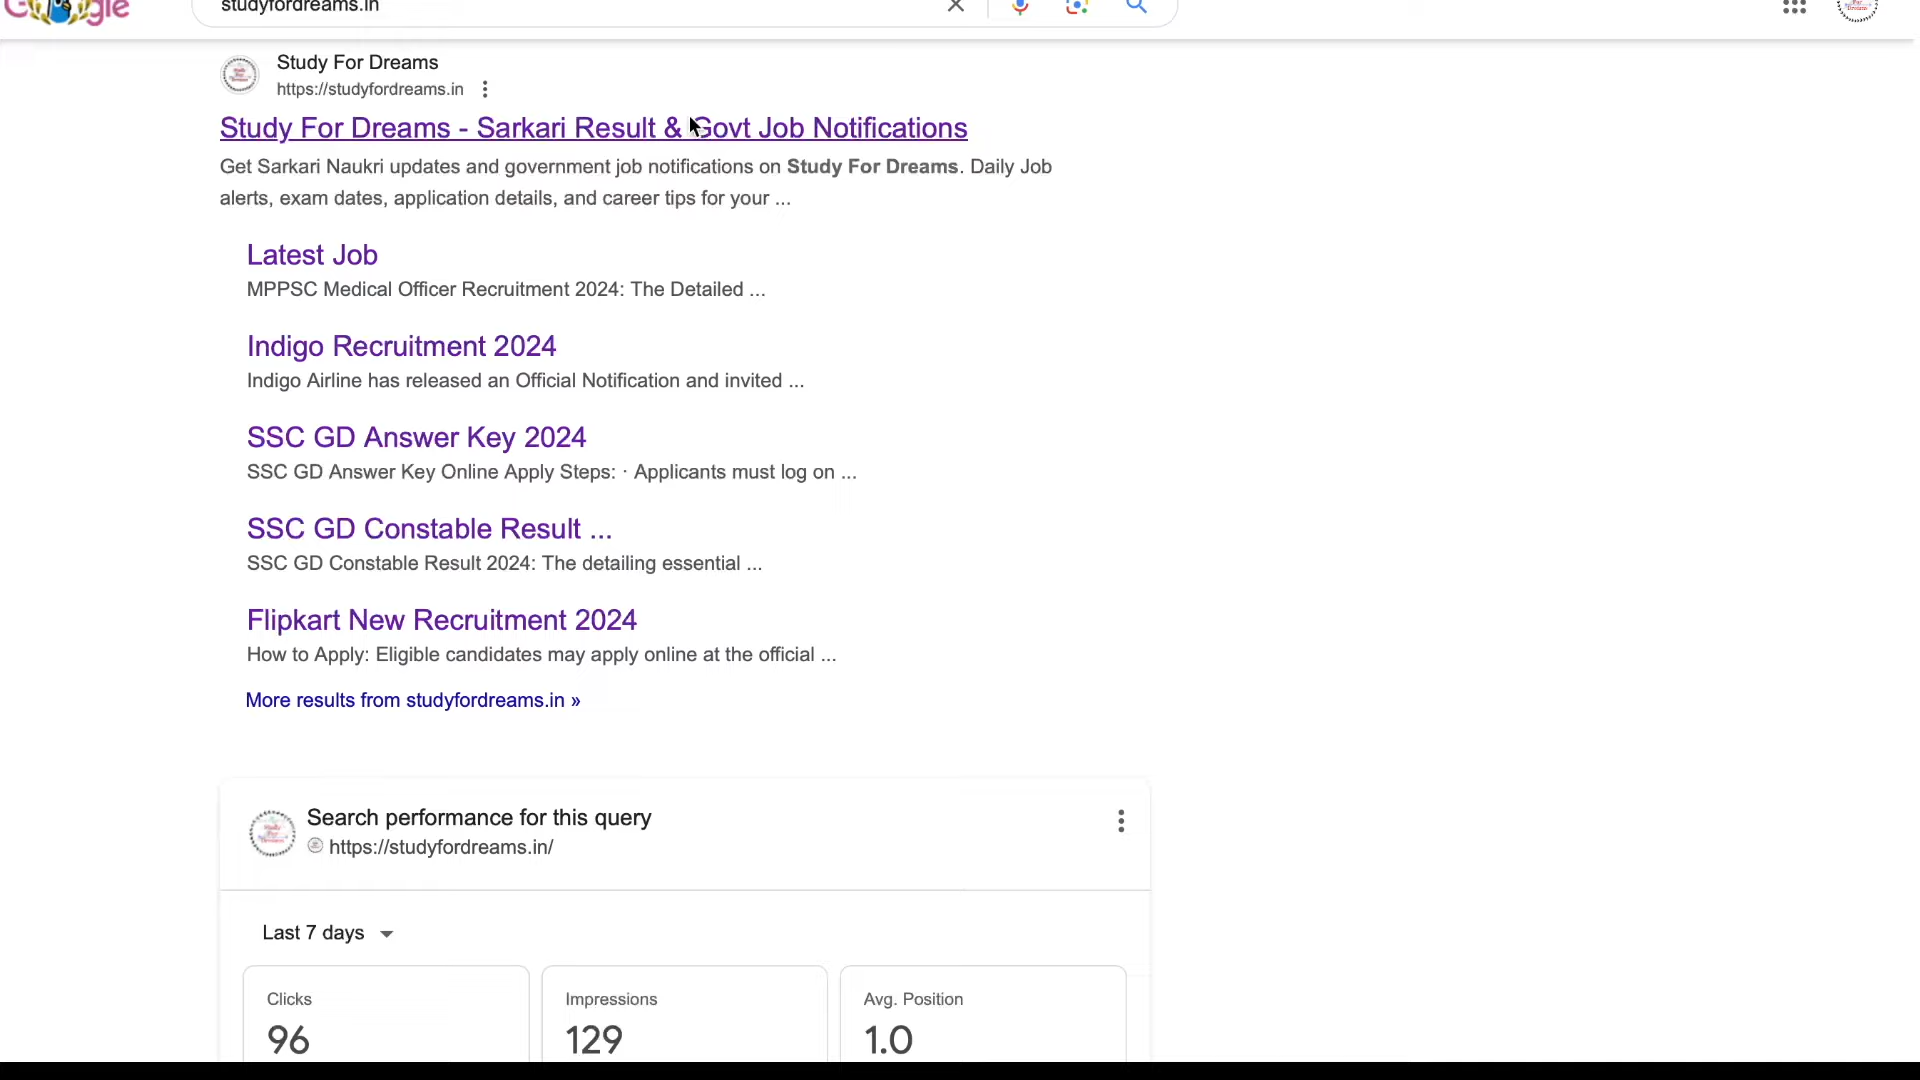 studyfordreams.in
Study For Dreams
https://studyfordreams.in
Study For Dreams - Sarkari Result & Govt Job Notifications
Get Sarkari Naukri updates and government job notifications on Study For Dreams. Daily Job
alerts, exam dates, application details, and career tips for your ...
Latest Job
MPPSC Medical Officer Recruitment 2024: The Detailed ...
Indigo Recruitment 2024
Indigo Airline has released an Official Notification and invited ...
SSC GD Answer Key 2024
SSC GD Answer Key Online Apply Steps: · Applicants must log on ...
SSC GD Constable Result ...
SSC GD Constable Result 2024: The detailing essential ...
Flipkart New Recruitment 2024
How to Apply: Eligible candidates may apply online at the official ...
More results from studyfordreams.in »
Search performance for this query
https://studyfordreams.in/
Last 7 days
Clicks Impressions Avg. Position
96 129 1.0